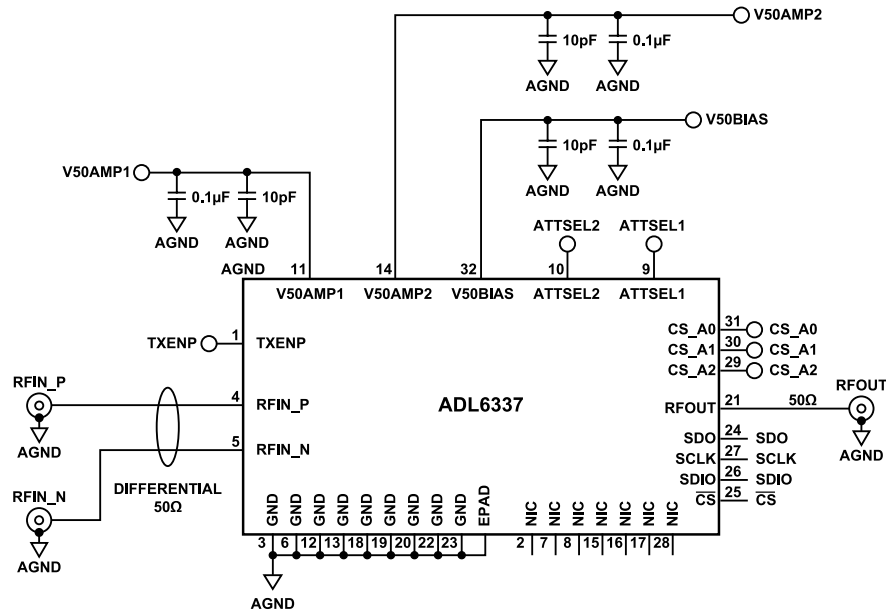 V50AMP2
10pF
0.1µF
AGND
AGND
V50BIAS
10pF
0.1µF
AGND
AGND
V50AMP1
0.1µF
10pF
AGND
AGND
ATTSEL2
ATTSEL1
AGND
11
14
32
10
9
V50AMP1
V50AMP2
V50BIAS
ATTSEL2
ATTSEL1
TXENP
1
TXENP
CS_A0
31
CS_A0
CS_A1
30
CS_A1
CS_A2
29
CS_A2
RFIN_P
4
RFIN_P
AGND
ADL6337
RFOUT
21
50Ω
RFOUT
AGND
5
RFIN_N
SDO
24
SDO
SCLK
27
SCLK
SDIO
26
SDIO
CS
25
CS
DIFFERENTIAL
50Ω
RFIN_N
AGND
GND
GND
GND
GND
GND
GND
GND
GND
GND
EPAD
NIC
NIC
NIC
NIC
NIC
NIC
NIC
3
6
12
13
18
19
20
22
23
2
7
8
15
16
17
28
AGND